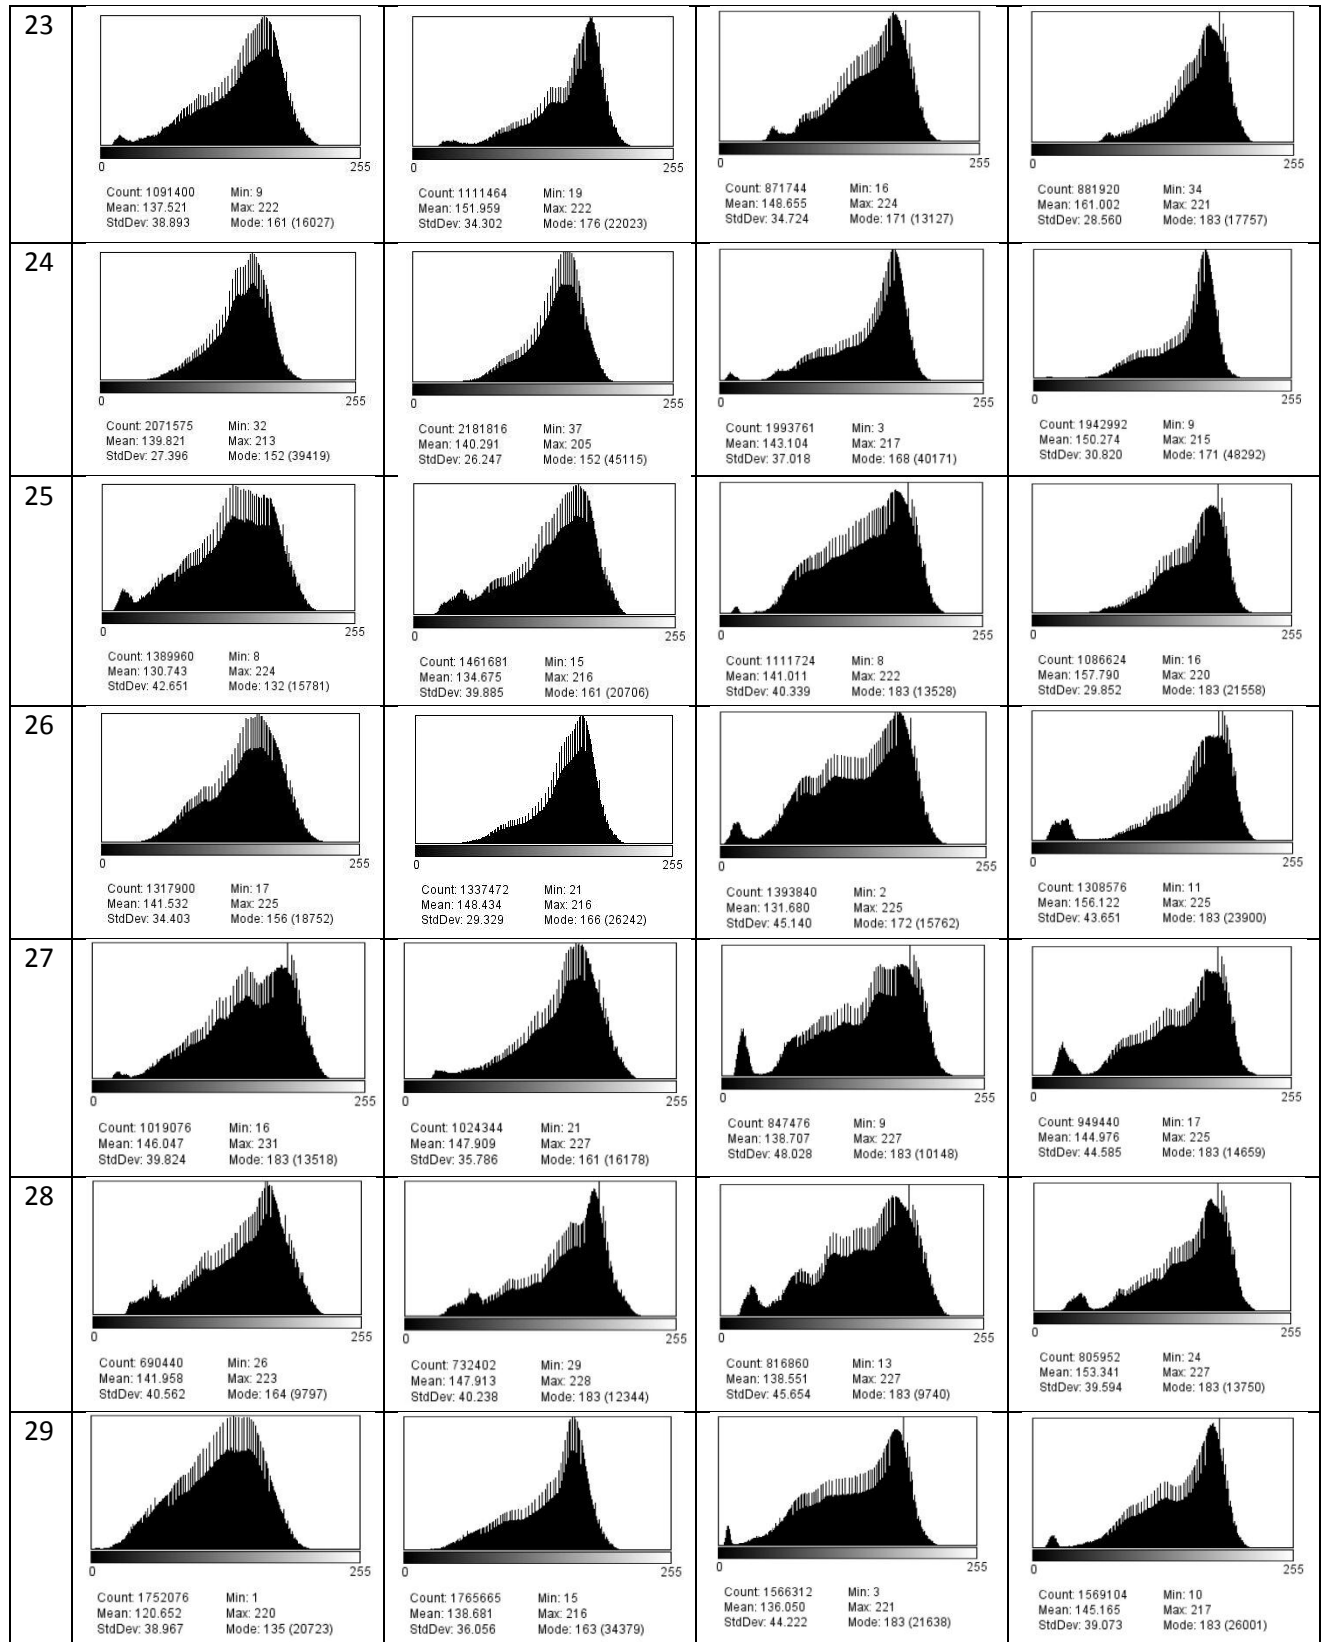 23
0 255 0 255 0 255 0 255
Count: 1091400 Min: 9 Count: 1111464 Min: 19 Count: 871744 Min: 16 Count: 881920 Min: 34
Mean: 137.521 Max: 222 Mean: 151.959 Max: 222 Mean: 148.655 Max: 224 Mean: 161.002 Max: 221
StdDev: 38.893 Mode: 161 (16027) StdDev: 34.302 Mode: 176 (22023) StdDev: 34.724 Mode: 171 (13127) StdDev: 28.560 Mode: 183 (17757)
24
0 255 0 255 0 255 0 255
Count: 2071575 Min: 32 Count: 2181816 Min: 37 Count: 1993761 Min: 3 Count: 1942992 Min: 9
Mean: 139.821 Max: 213 Mean: 140.291 Max: 205 Mean: 143.104 Max: 217 Mean: 150.274 Max: 215
StdDev: 27.396 Mode: 152 (39419) StdDev: 26.247 Mode: 152 (45115) StdDev: 37.018 Mode: 168 (40171) StdDev: 30.820 Mode: 171 (48292)
25
0 255 0 255 0 255 0 255
Count: 1389960 Min: 8 Count: 1461681 Min: 15 Count: 1111724 Min: 8 Count: 1086624 Min: 16
Mean: 130.743 Max: 224 Mean: 134.675 Max: 216 Mean: 141.011 Max: 222 Mean: 157.790 Max: 220
StdDev: 42.651 Mode: 132 (15781) StdDev: 39.885 Mode: 161 (20706) StdDev: 40.339 Mode: 183 (13528) StdDev: 29.852 Mode: 183 (21558)
26
0 255 0 255 0 255 0 255
Count: 1317900 Min: 17 Count: 1337472 Min: 21 Count: 1393840 Min: 2 Count: 1308576 Min: 11
Mean: 141.532 Max: 225 Mean: 148.434 Max: 216 Mean: 131.680 Max: 225 Mean: 156.122 Max: 225
StdDev: 34.403 Mode: 156 (18752) StdDev: 29.329 Mode: 166 (26242) StdDev: 45.140 Mode: 172 (15762) StdDev: 43.651 Mode: 183 (23900)
27
0 255 0 255 0 255 0 255
Count: 1019076 Min: 16 Count: 1024344 Min: 21 Count: 847476 Min: 9 Count: 949440 Min: 17
Mean: 146.047 Max: 231 Mean: 147.909 Max: 227 Mean: 138.707 Max: 227 Mean: 144.976 Max: 225
StdDev: 39.824 Mode: 183 (13518) StdDev: 35.786 Mode: 161 (16178) StdDev: 48.028 Mode: 183 (10148) StdDev: 44.585 Mode: 183 (14659)
28
0 255 0 255 0 255 0 255
Count: 690440 Min: 26 Count: 732402 Min: 29 Count: 816860 Min: 13 Count: 805952 Min: 24
Mean: 141.958 Max: 223 Mean: 147.913 Max: 228 Mean: 138.551 Max: 227 Mean: 153.341 Max: 227
StdDev: 40.562 Mode: 164 (9797) StdDev: 40.238 Mode: 183 (12344) StdDev: 45.654 Mode: 183 (9740) StdDev: 39.594 Mode: 183 (13750)
29
0 255 0 255 0 255 0 255
Count: 1752076 Min: 1 Count: 1765665 Min: 15 Count: 1566312 Min: 3 Count: 1569104 Min: 10
Mean: 120.652 Max: 220 Mean: 138.681 Max: 216 Mean: 136.050 Max: 221 Mean: 145.165 Max: 217
StdDev: 38.967 Mode: 135 (20723) StdDev: 36.056 Mode: 163 (34379) StdDev: 44.222 Mode: 183 (21638) StdDev: 39.073 Mode: 183 (26001)